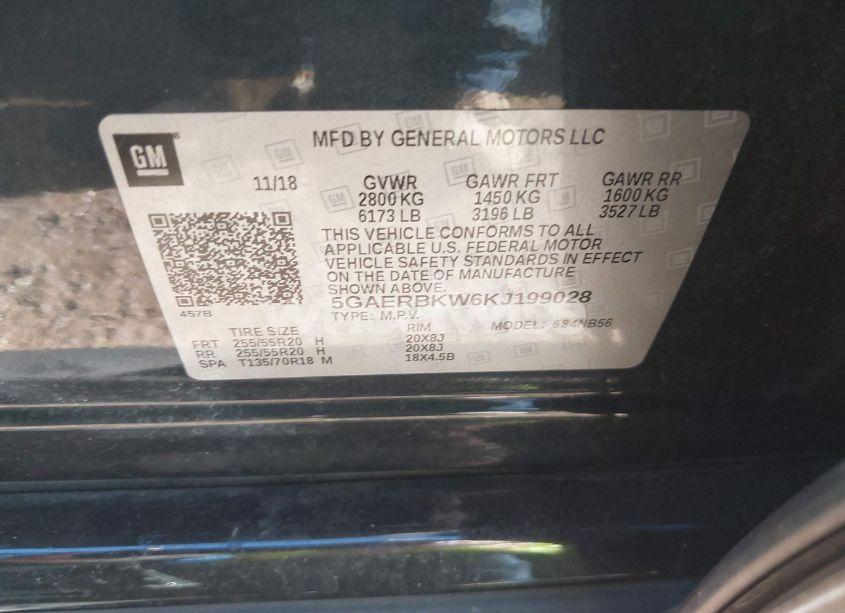 GM
MFD BY GENERAL MOTORS LLC
11/18 GVWR GAWR FRT GAWR RR
2800 KG 1450 KG 1600 KG
6173 LB 3196 LB 3527 LB
THIS VEHICLE CONFORMS TO ALL
APPLICABLE U.S. FEDERAL MOTOR
VEHICLE SAFETY STANDARDS IN EFFECT
ON THE DATE OF MANUFACTURE
SHOWN ABOVE.
457B
5GAERBKW6KJ199028
TYPE: M.P.V. MODEL: 684NB56
TIRE SIZE RIM
FRT 255/55R20 H 20X8J
RR 255/55R20 H 20X8J
SPA T135/70R18 M 18X4.5B